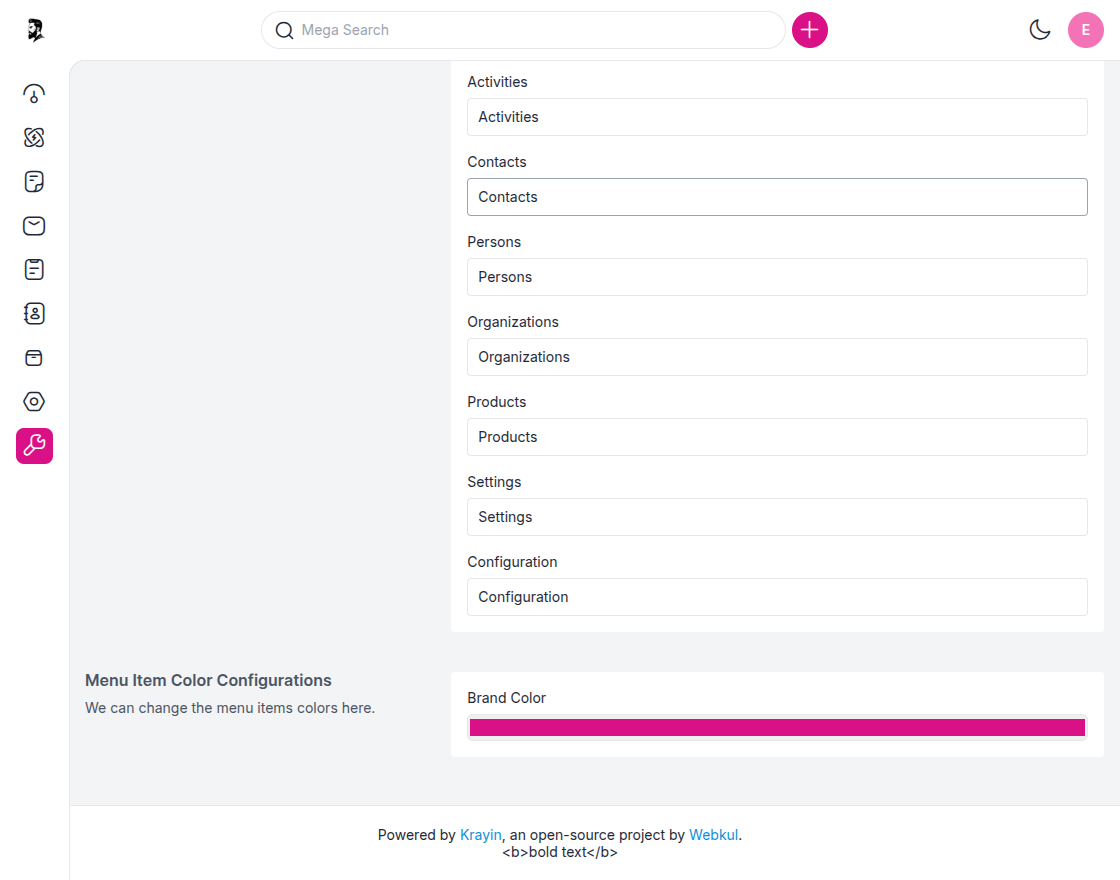 Mega Search
E
Activities
Activities
Contacts
Contacts
Persons
Persons
Organizations
Organizations
Products
Products
Settings
Settings
Configuration
Configuration
Menu Item Color Configurations
We can change the menu items colors here.
Brand Color
Powered by Krayin, an open-source project by Webkul.
<b>bold text</b>